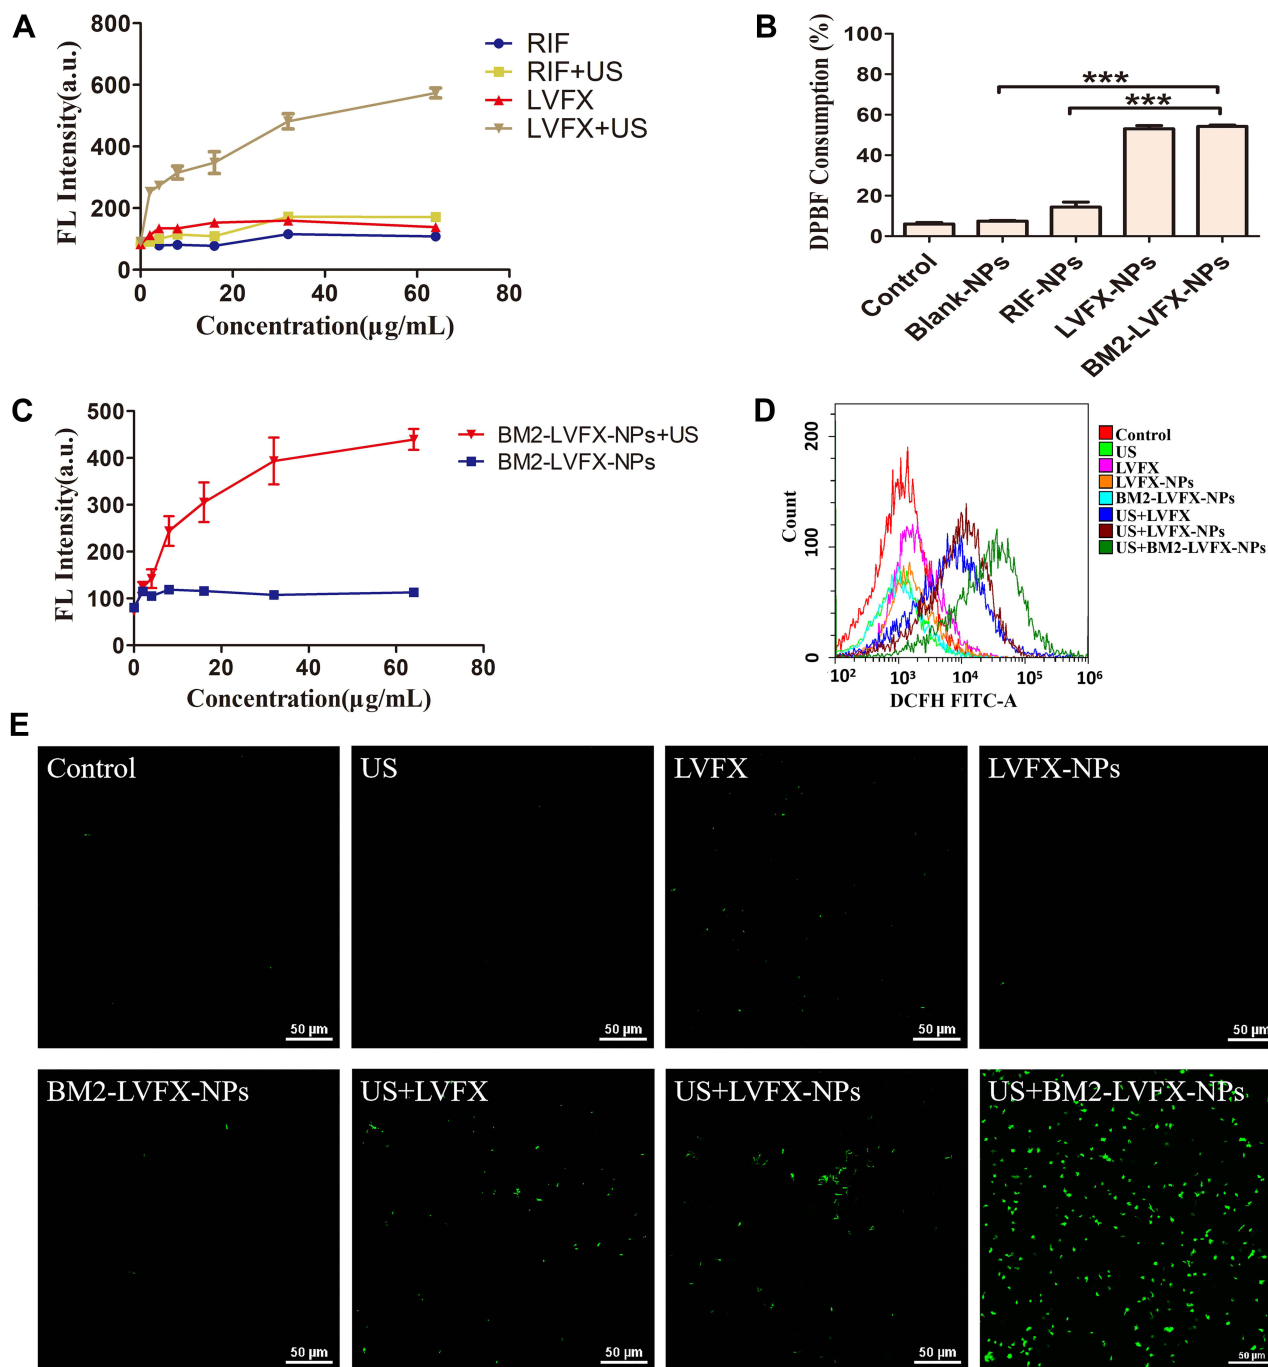 A
FL Intensity(a.u.)
800
600
400
200
0
0 20 40 60 80
Concentration(µg/mL)
RIF
RIF+US
LVFX
LVFX+US
B
DPBF Consumption (%)
100
80
60
40
20
0
***
***
Control
Blank-NPs
RIF-NPs
LVFX-NPs
BM2-LVFX-NPs
C
FL Intensity(a.u.)
500
400
300
200
100
0
0 20 40 60 80
Concentration(µg/mL)
BM2-LVFX-NPs+US
BM2-LVFX-NPs
D
Count
200
100
0
10² 10³ 10⁴ 10⁵ 10⁶
DCFH FITC-A
Control
US
LVFX
LVFX-NPs
BM2-LVFX-NPs
US+LVFX
US+LVFX-NPs
US+BM2-LVFX-NPs
E
Control
50 µm
US
50 µm
LVFX
50 µm
LVFX-NPs
50 µm
BM2-LVFX-NPs
50 µm
US+LVFX
50 µm
US+LVFX-NPs
50 µm
US+BM2-LVFX-NPs
50 µm